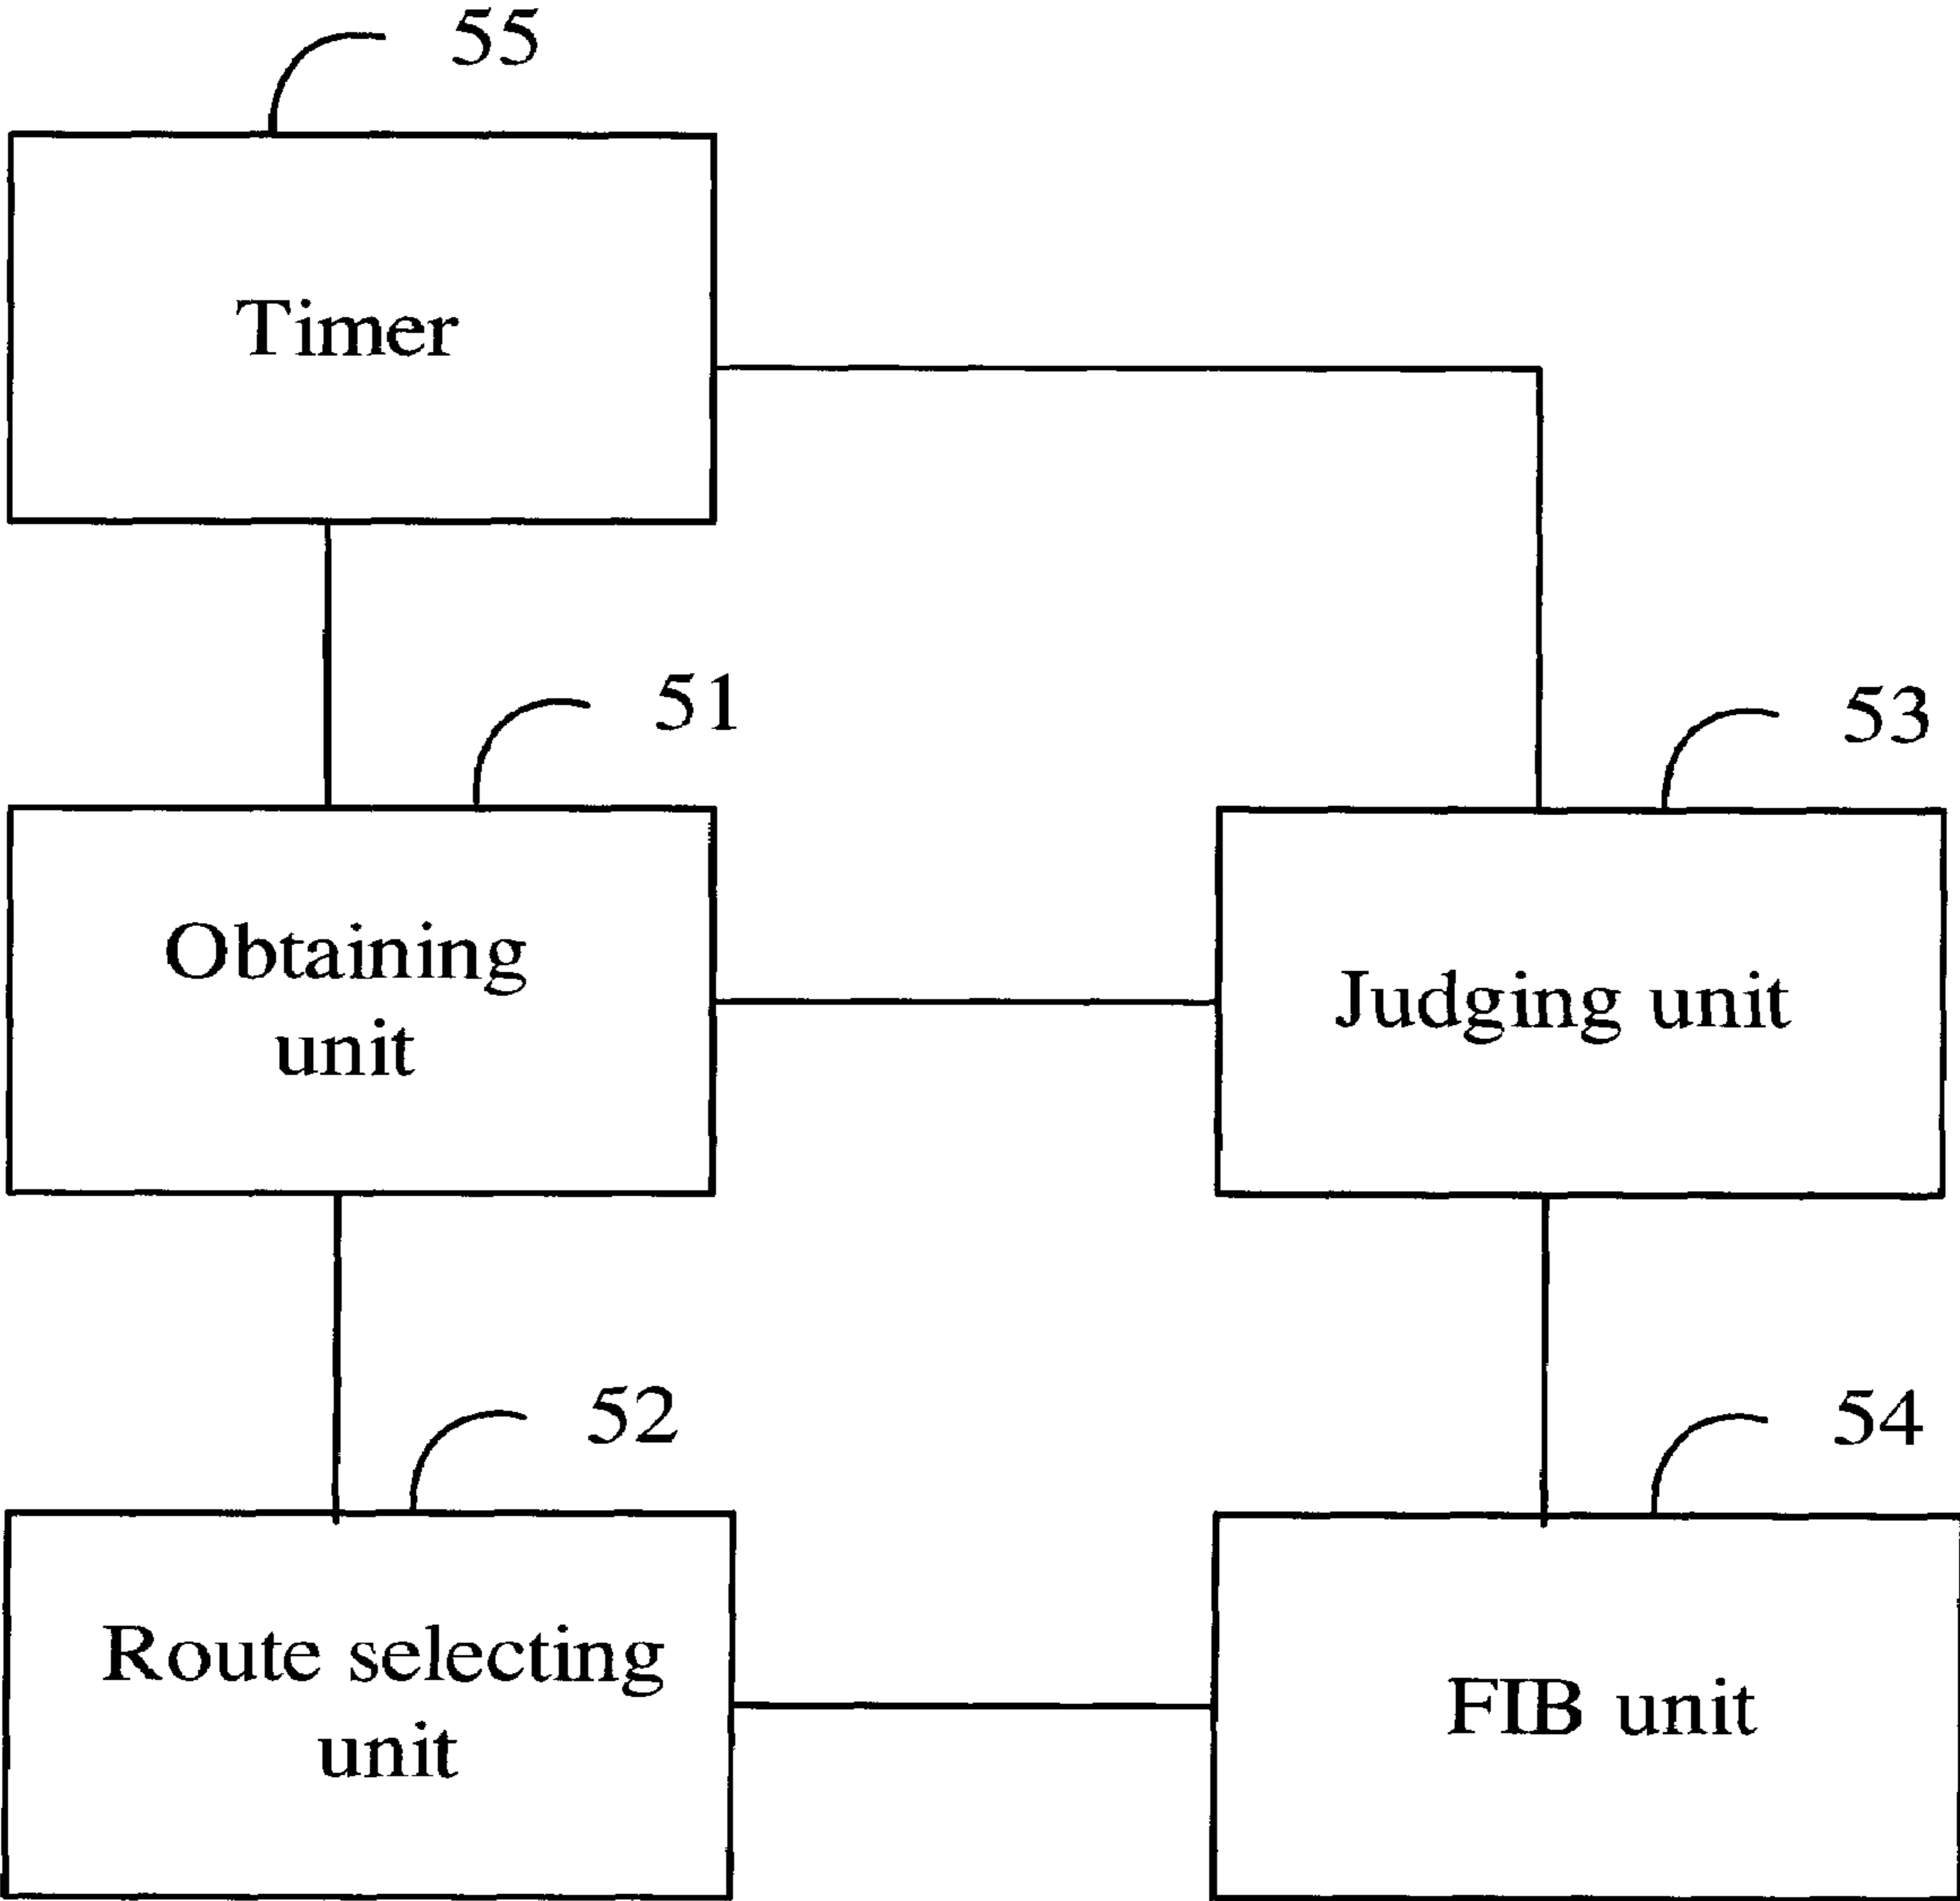 55
Timer
51
53
Obtaining
unit
Judging unit
52
54
Route selecting
unit
FIB unit